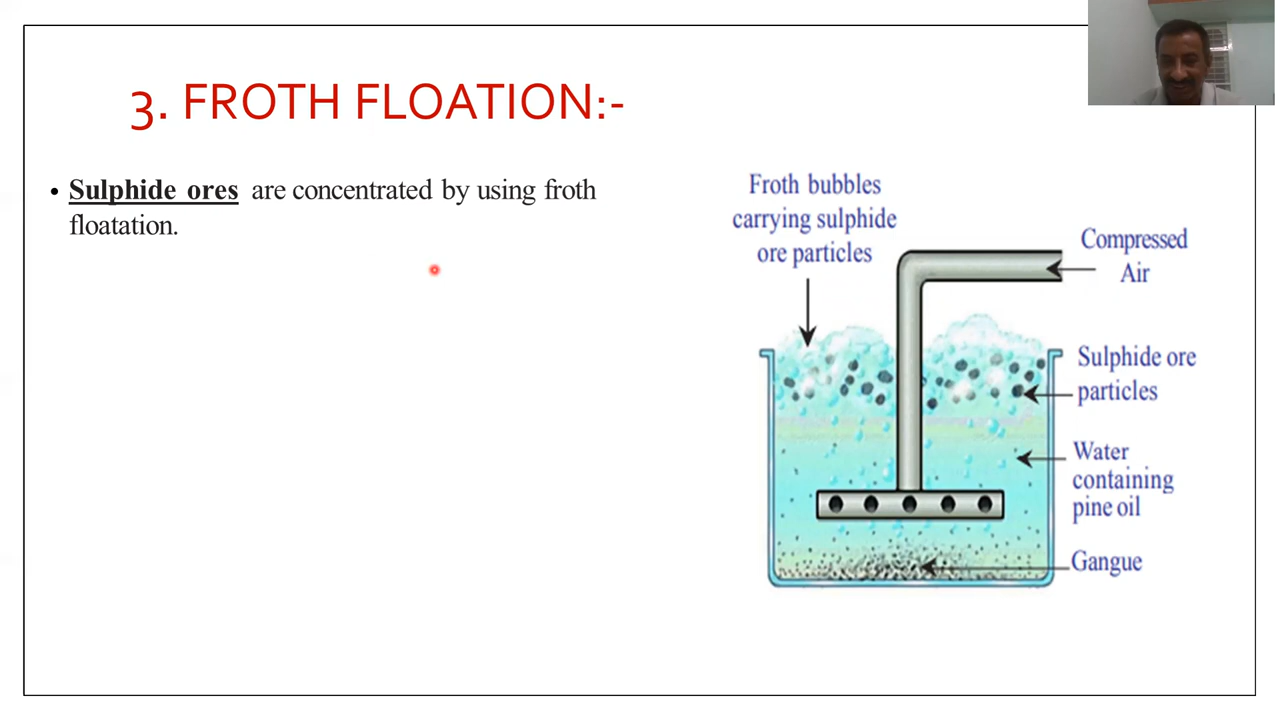 3. FROTH FLOATION:-
• Sulphide ores are concentrated by using froth
floatation.
Froth bubbles
carrying sulphide
ore particles
Compressed
Air
Sulphide ore
particles
Water
containing
pine oil
Gangue